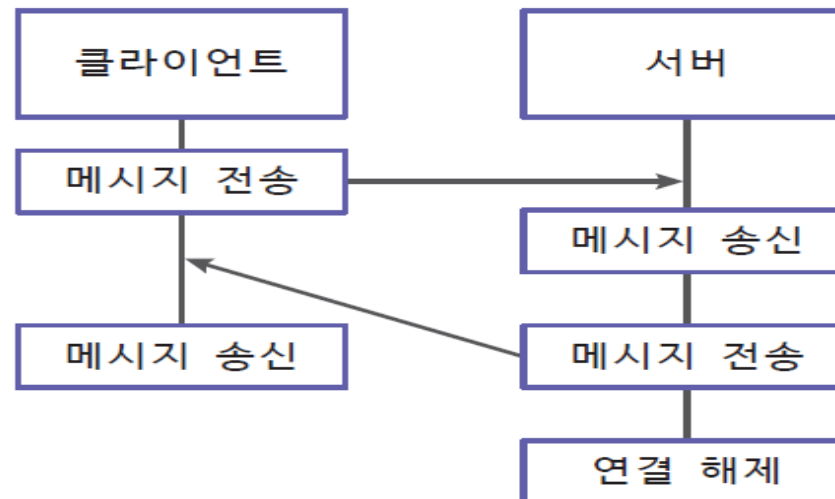 클라이언트
서버
메시지 전송
메시지 송신
메시지 송신
메시지 전송
연결 해제